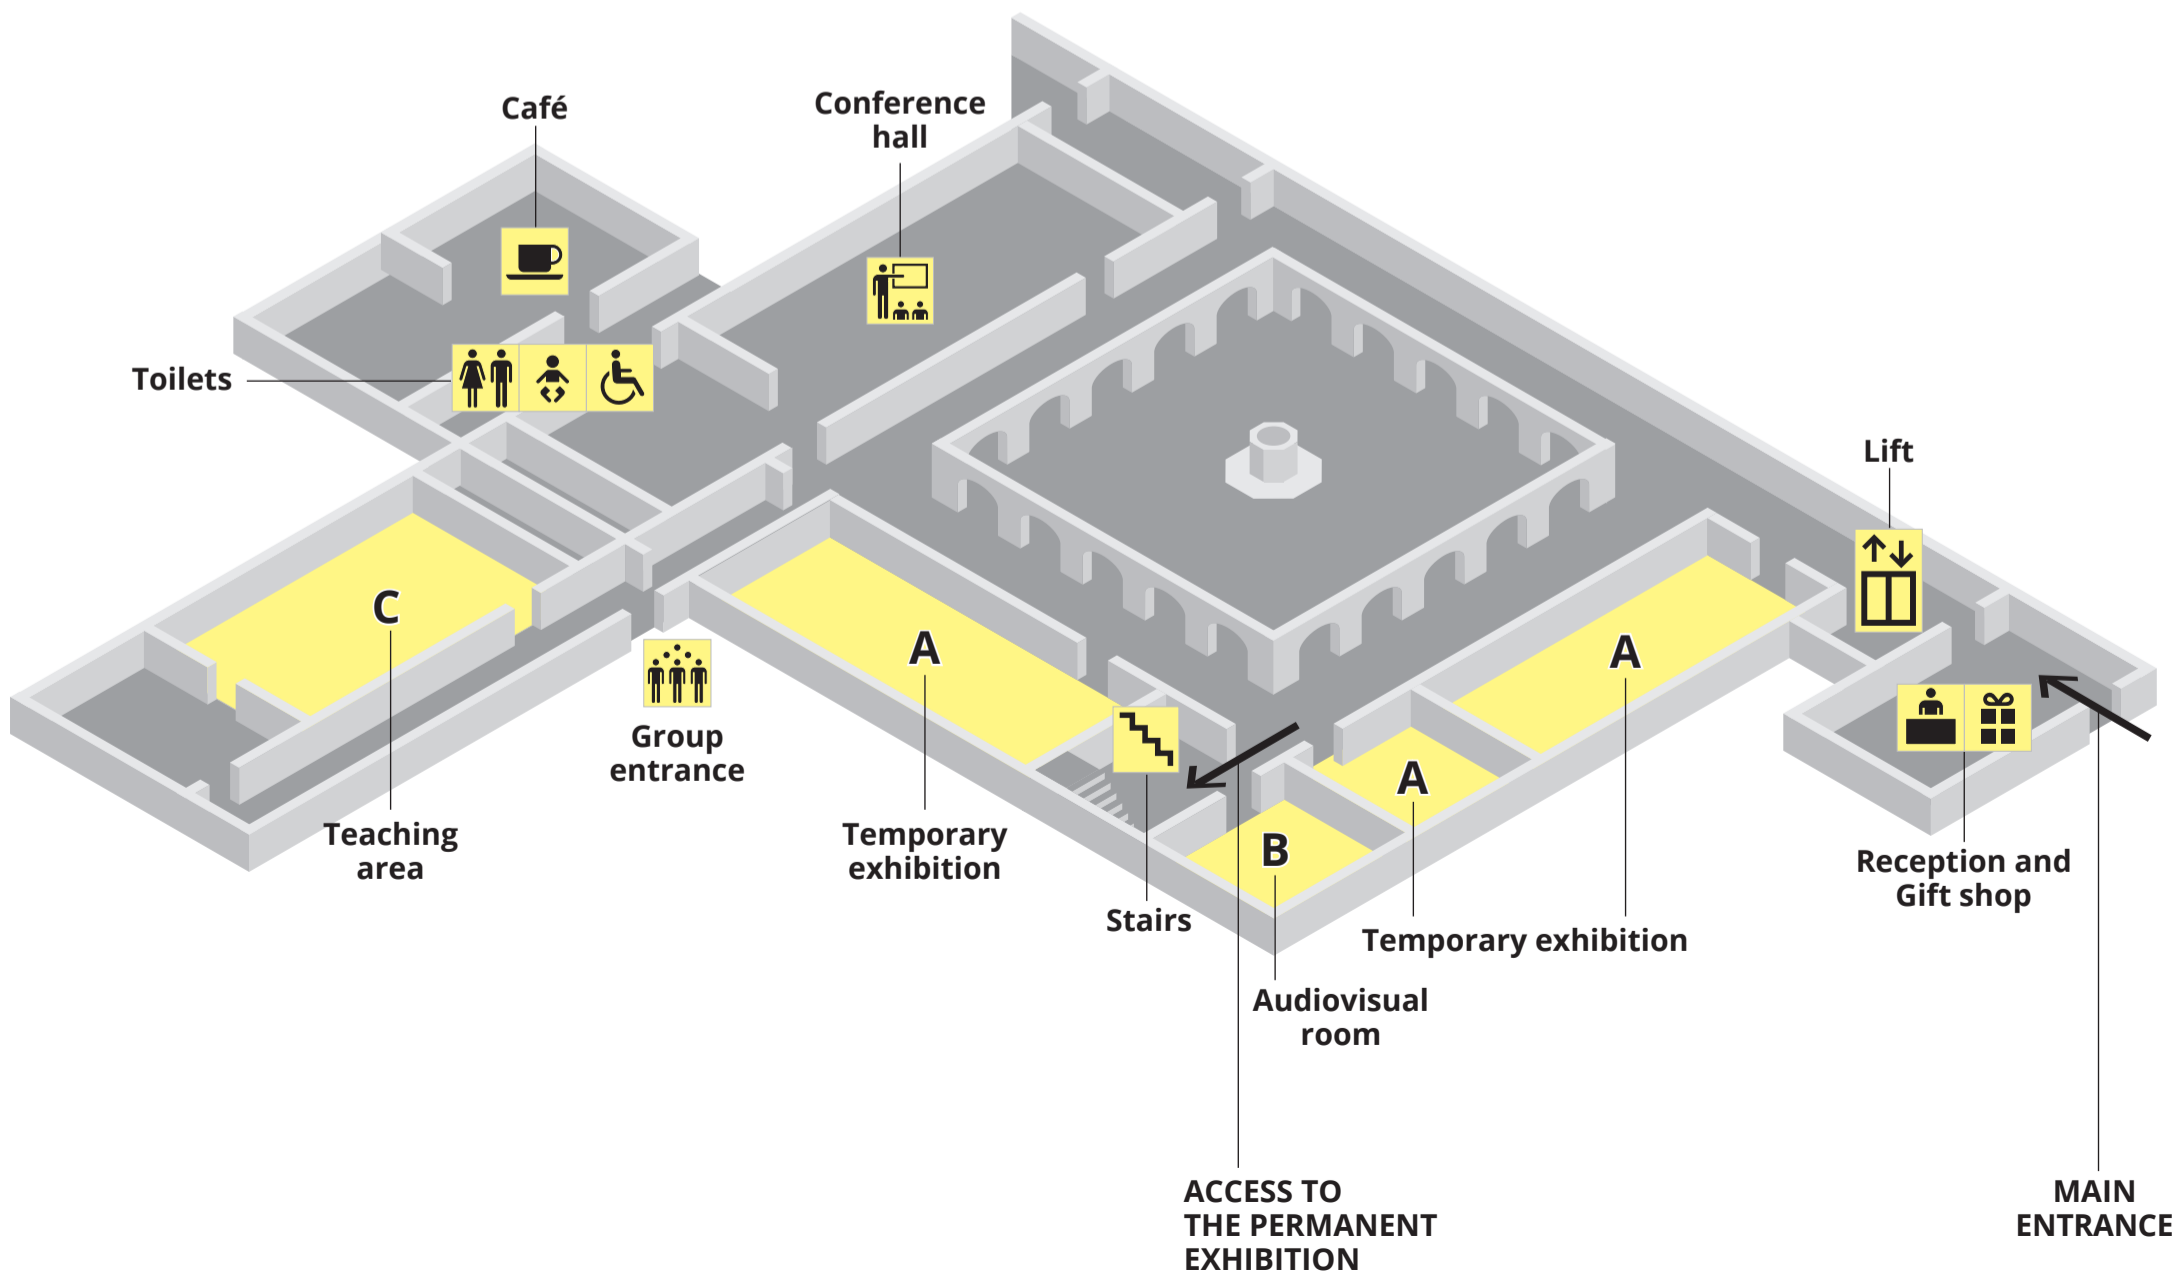 Café
Conference
hall
Toilets
Lift
C
A
A
A
B
Group
entrance
Teaching
area
Temporary
exhibition
Stairs
Temporary exhibition
Reception and
Gift shop
Audiovisual
room
ACCESS TO
THE PERMANENT
EXHIBITION
MAIN
ENTRANCE